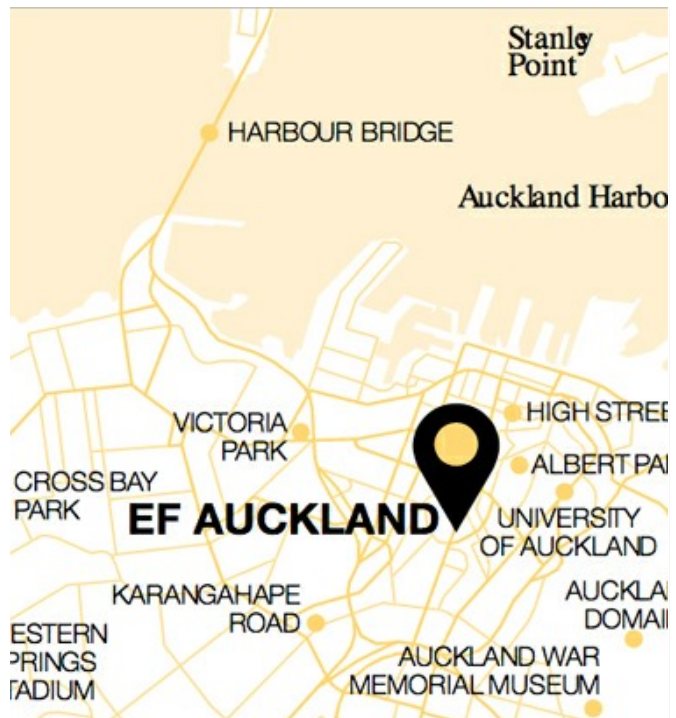 Stanley
Point
HARBOUR BRIDGE
Auckland Harbo
HIGH STREE
VICTORIA
PARK
ALBERT PA
CROSS BAY
PARK
EF AUCKLAND
UNIVERSITY
OF AUCKLAND
KARANGAHAPE
ROAD
AUCKLA
DOMAI
ESTERN
PRINGS
TADIUM
AUCKLAND WAR
MEMORIAL MUSEUM